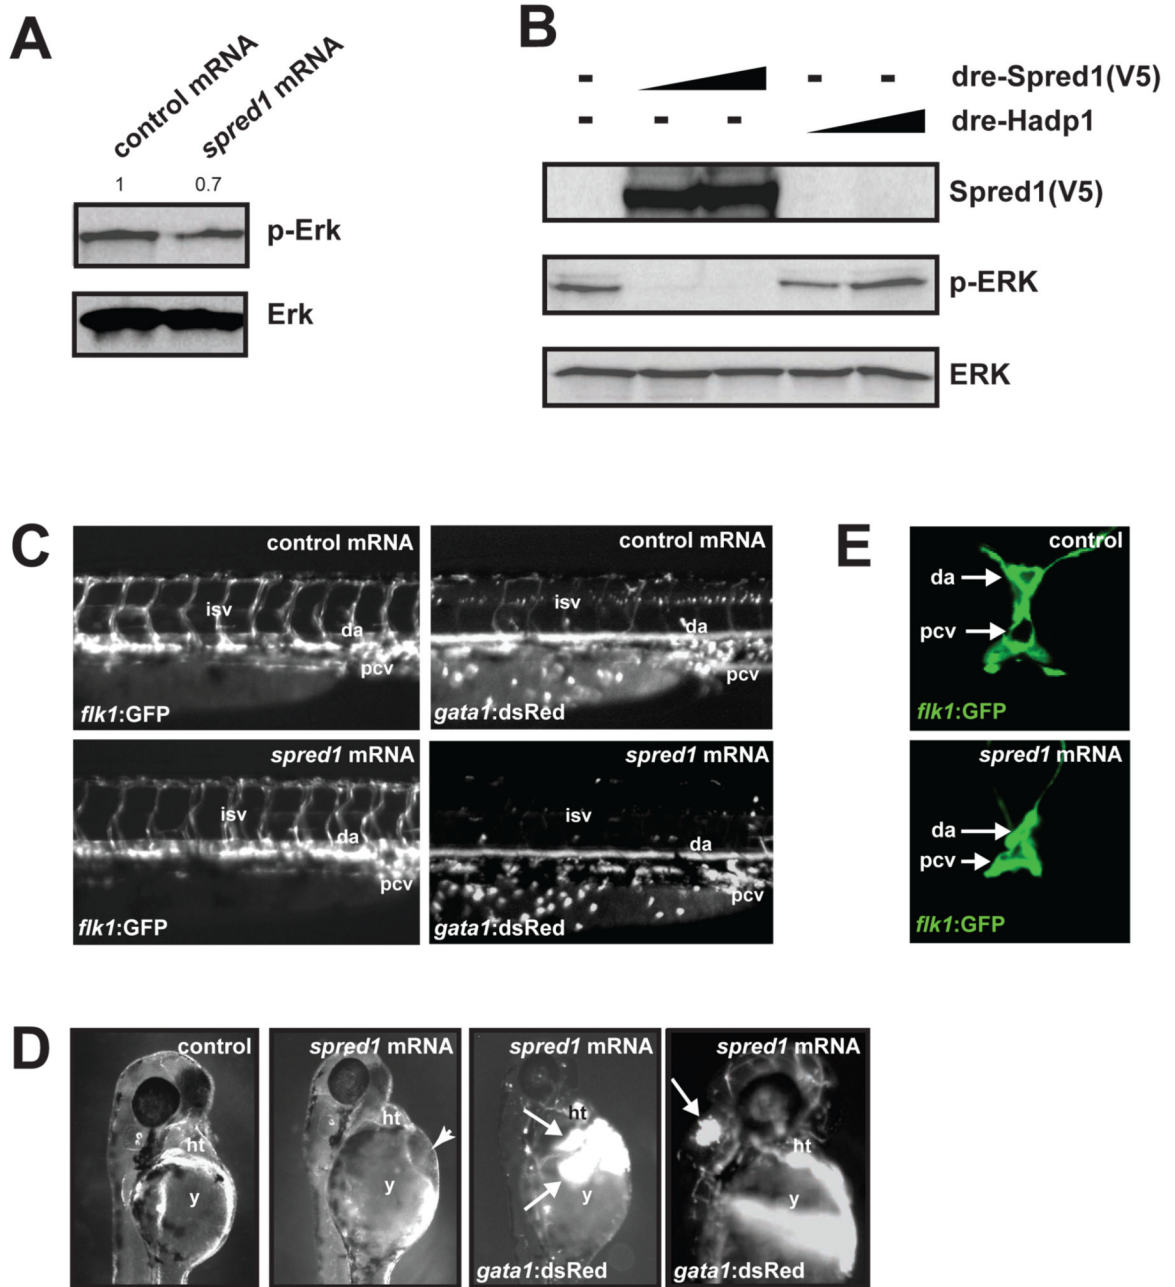 A
control mRNA
spred1 mRNA
1 0.7
p-Erk
Erk
B
- - - dre-Spred1(V5)
- - - dre-Hadp1
Spred1(V5)
p-ERK
ERK
C
control mRNA
isv
da
pcv
flk1:GFP
control mRNA
isv
da
pcv
gata1:dsRed
spred1 mRNA
isv
da
pcv
flk1:GFP
spred1 mRNA
isv
da
pcv
gata1:dsRed
E
control
da
pcv
flk1:GFP
spred1 mRNA
da
pcv
flk1:GFP
D
control
ht
y
spred1 mRNA
ht
y
spred1 mRNA
ht
y
gata1:dsRed
spred1 mRNA
ht
y
gata1:dsRed